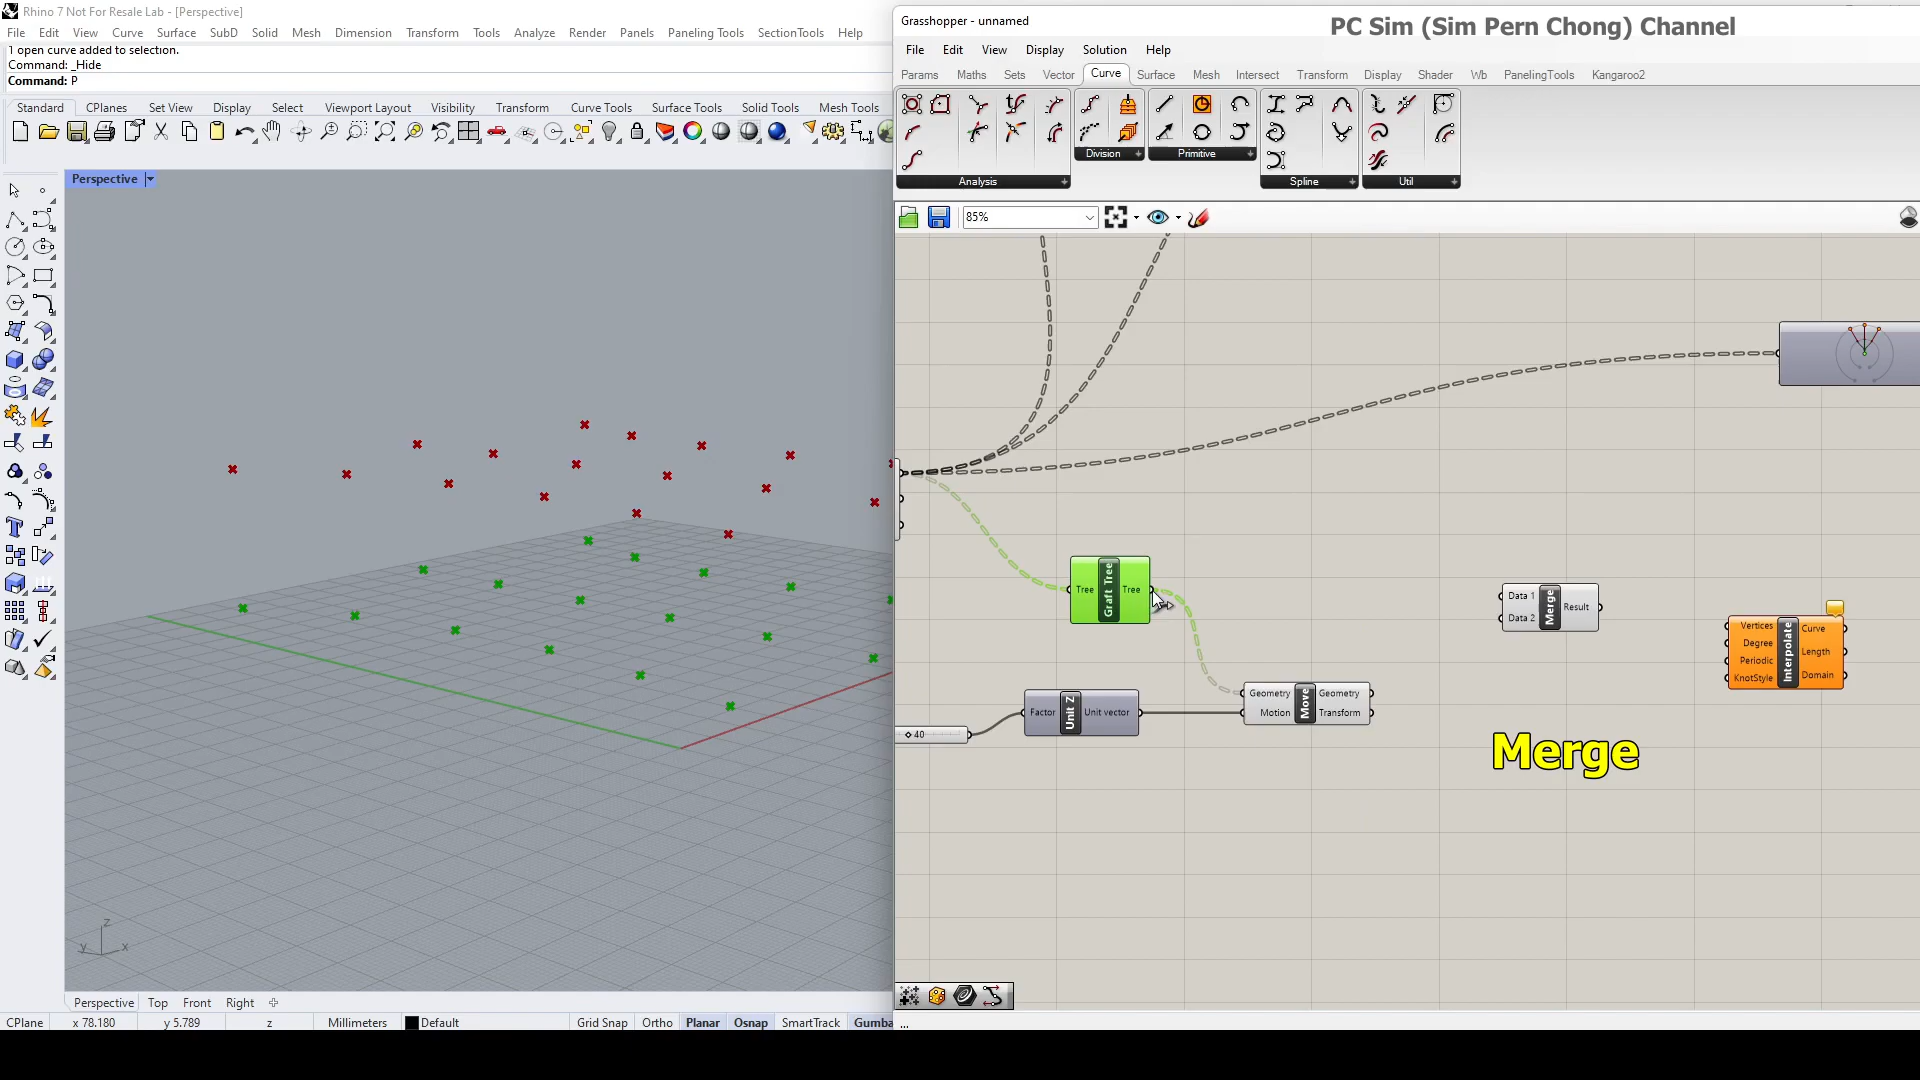 Rhino 7 Not For Resale Lab - [Perspective]
File Edit View Curve Surface SubD Solid Mesh Dimension Transform Tools Analyze Render Panels Paneling Tools SectionTools Help
1 open curve added to selection.
Command: _Hide
Command: P
Standard CPlanes Set View Display Select Viewport Layout Visibility Transform Curve Tools Surface Tools Solid Tools Mesh Tools
Perspective
z
y x
Perspective Top Front Right
CPlane x 78.180 y 5.789 z Millimeters Default Grid Snap Ortho Planar Osnap SmartTrack Gumba
Grasshopper - unnamed
PC Sim (Sim Pern Chong) Channel
File Edit View Display Solution Help
Params Maths Sets Vector Curve Surface Mesh Intersect Transform Display Shader Wb PanelingTools Kangaroo2
Division Primitive
Analysis Spline Util
85%
Tree Graft Tree Tree
Data 1
Data 2
Merge
Result
Vertices
Degree
Periodic
KnotStyle
Interpolate
Curve
Length
Domain
40
Factor Unit Z Unit vector
Geometry
Motion
Move
Geometry
Transform
Merge
...